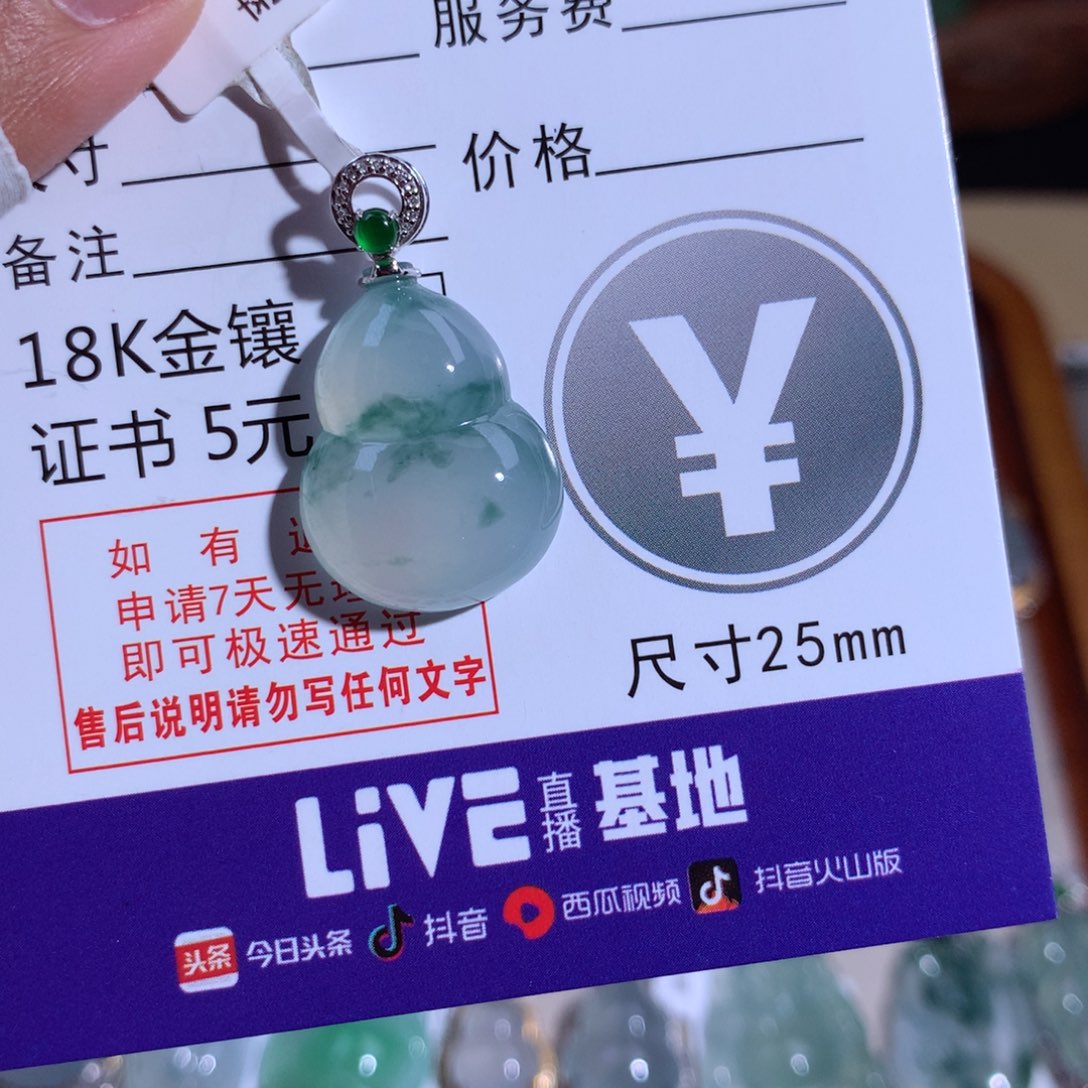 服务费
寸
价格
备注
18K金镶
证书 5元
如 有
申请7天无理
即可极速通过
售后说明请勿写任何文字
¥
尺寸25mm
LiVE 直播 基地
头条 今日头条 抖音 西瓜视频 抖音火山版